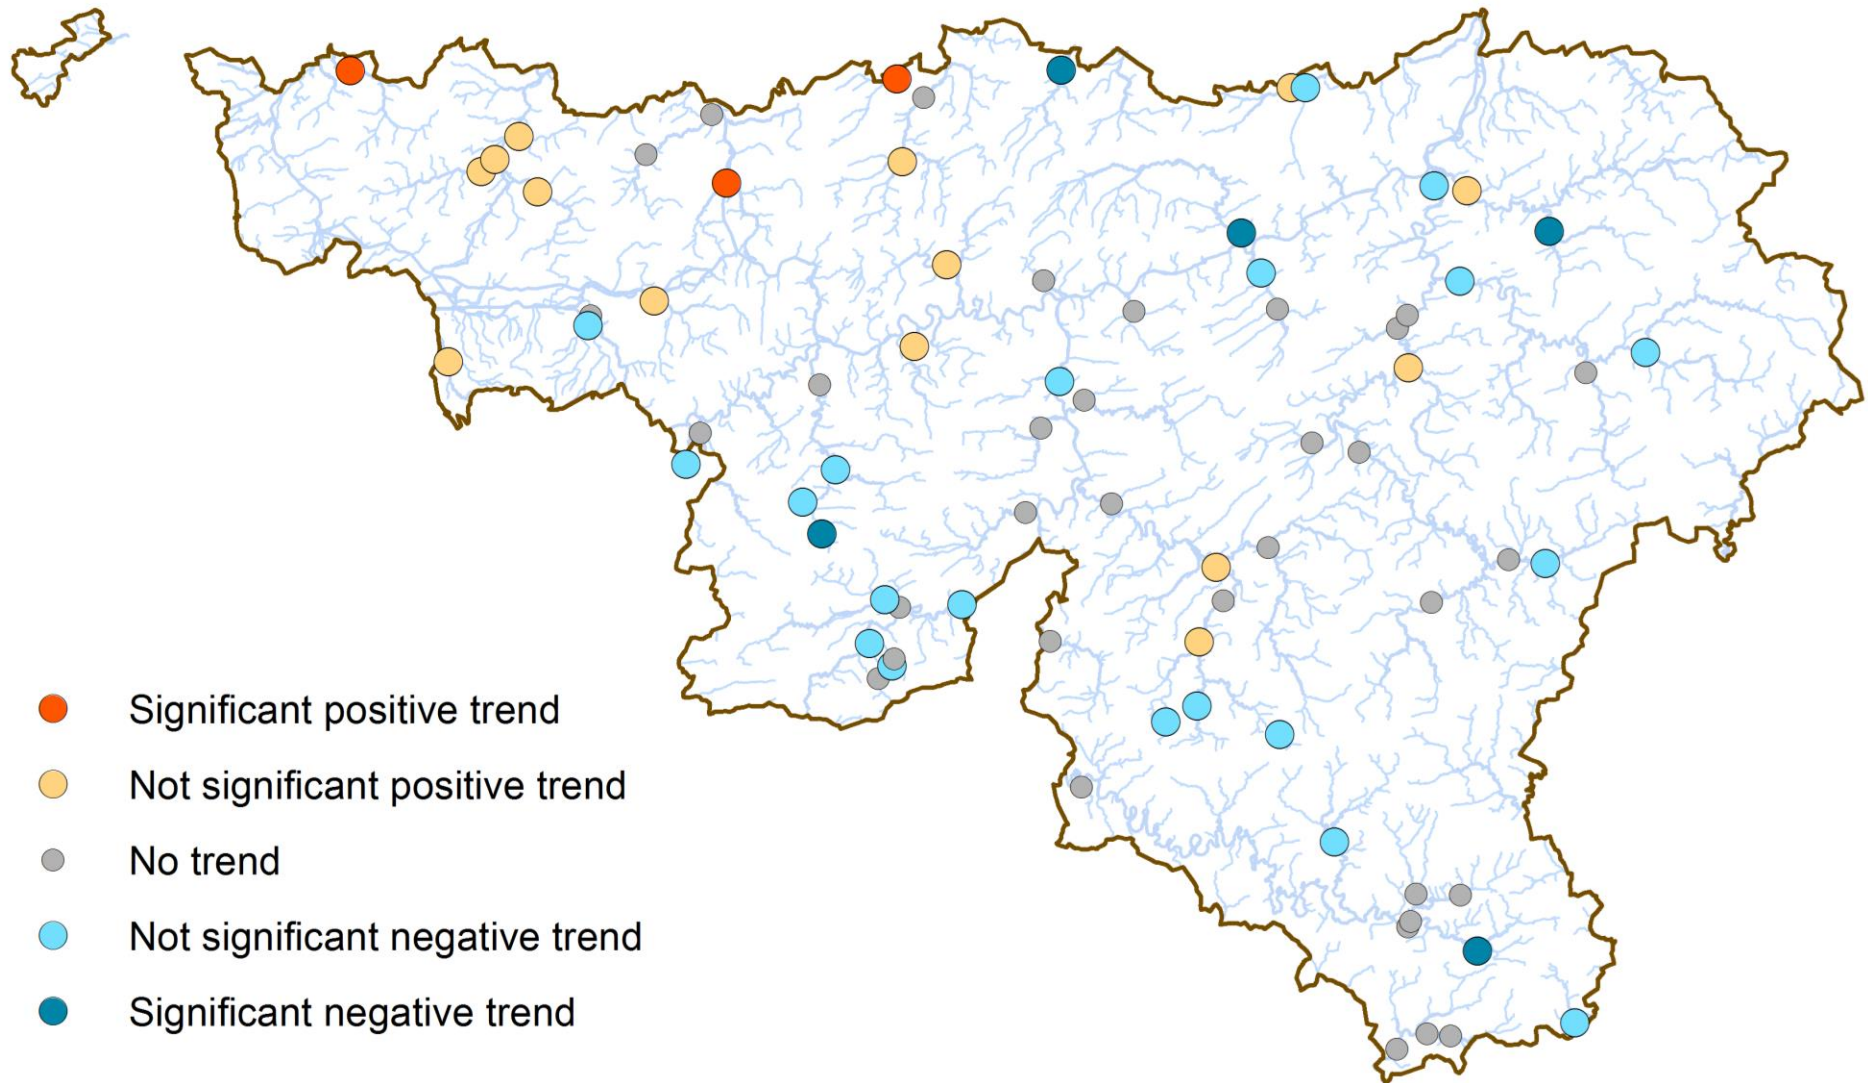 Significant positive trend
Not significant positive trend
No trend
Not significant negative trend
Significant negative trend